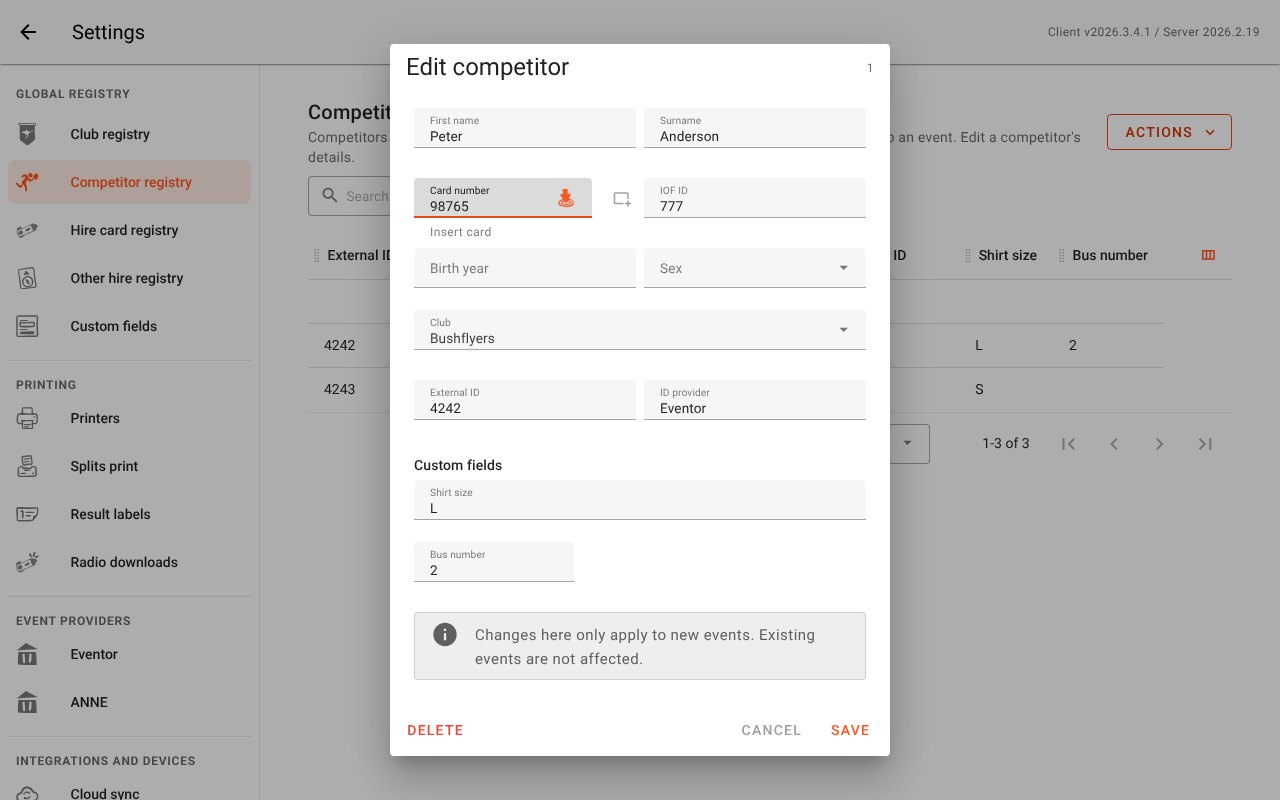 Settings
Client v2026.3.4.1 / Server 2026.2.19
GLOBAL REGISTRY
Club registry
Competitor registry
Hire card registry
Other hire registry
Custom fields
PRINTING
Printers
Splits print
Result labels
Radio downloads
EVENT PROVIDERS
Eventor
ANNE
INTEGRATIONS AND DEVICES
Cloud sync
Competitors
an event. Edit a competitor's
details.
ACTIONS
Search
External ID
ID
Shirt size
Bus number
4242
L
2
4243
S
1-3 of 3
Edit competitor
1
First name
Peter
Surname
Anderson
Card number
98765
Insert card
IOF ID
777
Birth year
Sex
Club
Bushflyers
External ID
4242
ID provider
Eventor
Custom fields
Shirt size
L
Bus number
2
Changes here only apply to new events. Existing
events are not affected.
DELETE
CANCEL
SAVE